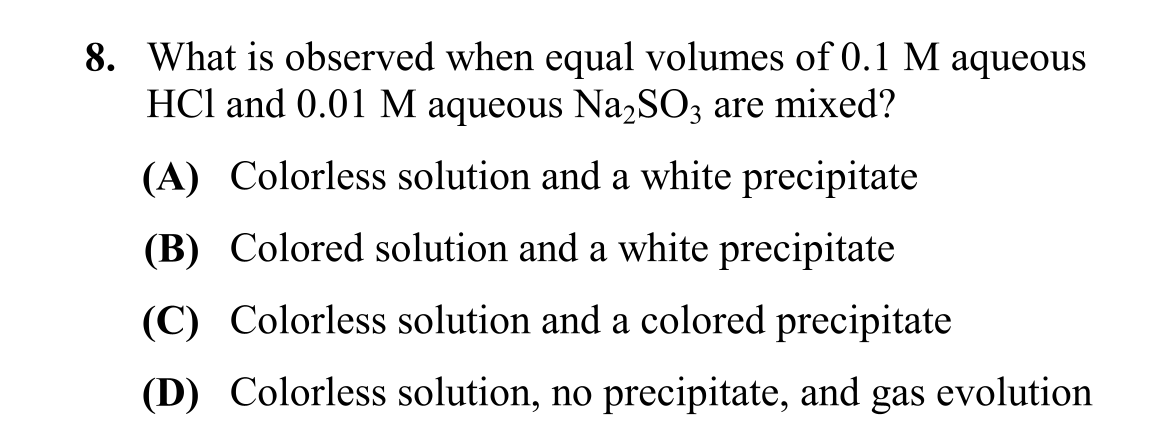 8. What is observed when equal volumes of 0.1 M aqueous
HCl and 0.01 M aqueous Na₂SO₃ are mixed?
(A) Colorless solution and a white precipitate
(B) Colored solution and a white precipitate
(C) Colorless solution and a colored precipitate
(D) Colorless solution, no precipitate, and gas evolution